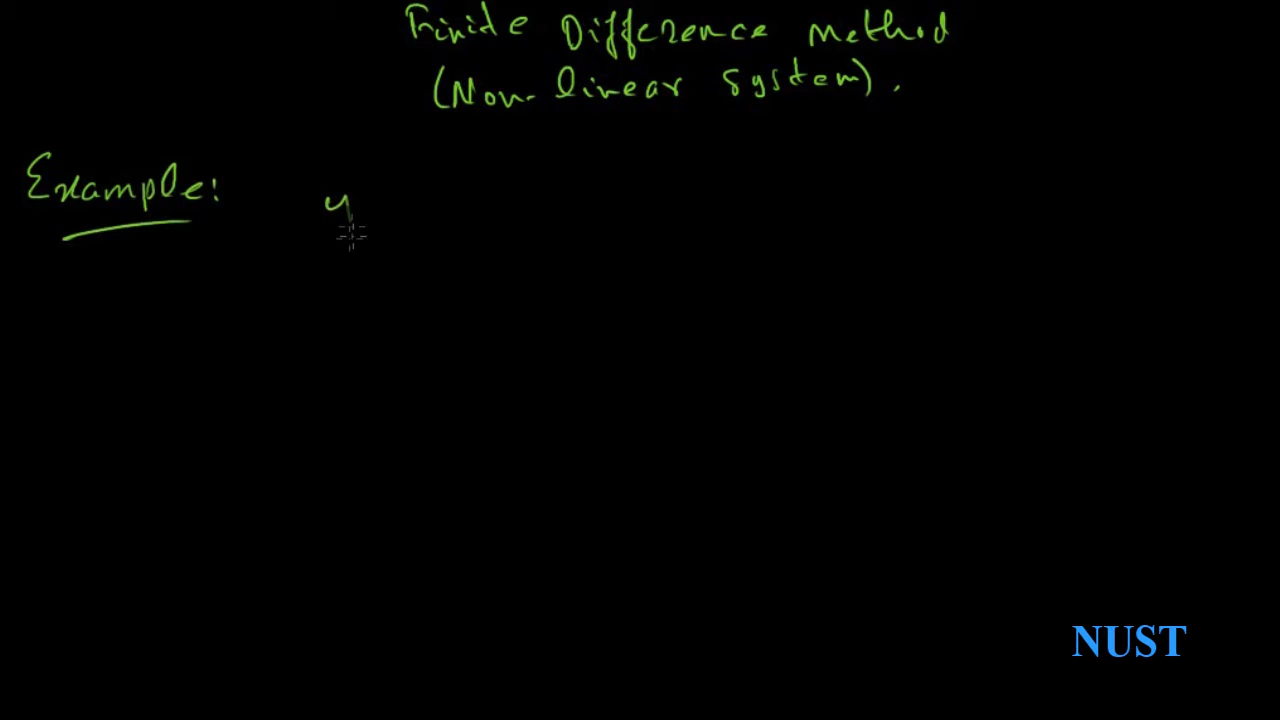 Finite Difference Method
(Non-linear System).
Example: y
NUST